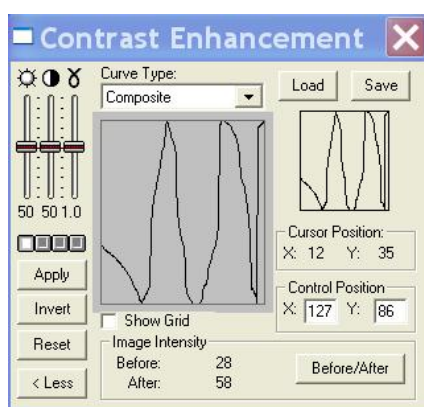 Contrast Enhancement
Curve Type:
Composite
Load
Save
50 50 1.0
Cursor Position:
X: 12 Y: 35
Apply
Control Position
X: 127 Y: 86
Invert
Show Grid
Reset
Image Intensity
Before: 28
After: 58
Before/After
< Less